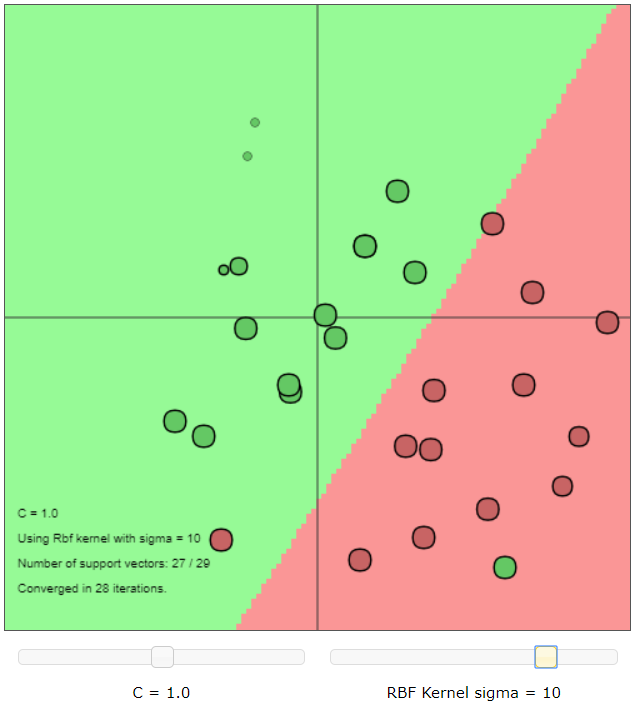 C = 1.0
Using Rbf kernel with sigma = 10
Number of support vectors: 27 / 29
Converged in 28 iterations.
C = 1.0
RBF Kernel sigma = 10